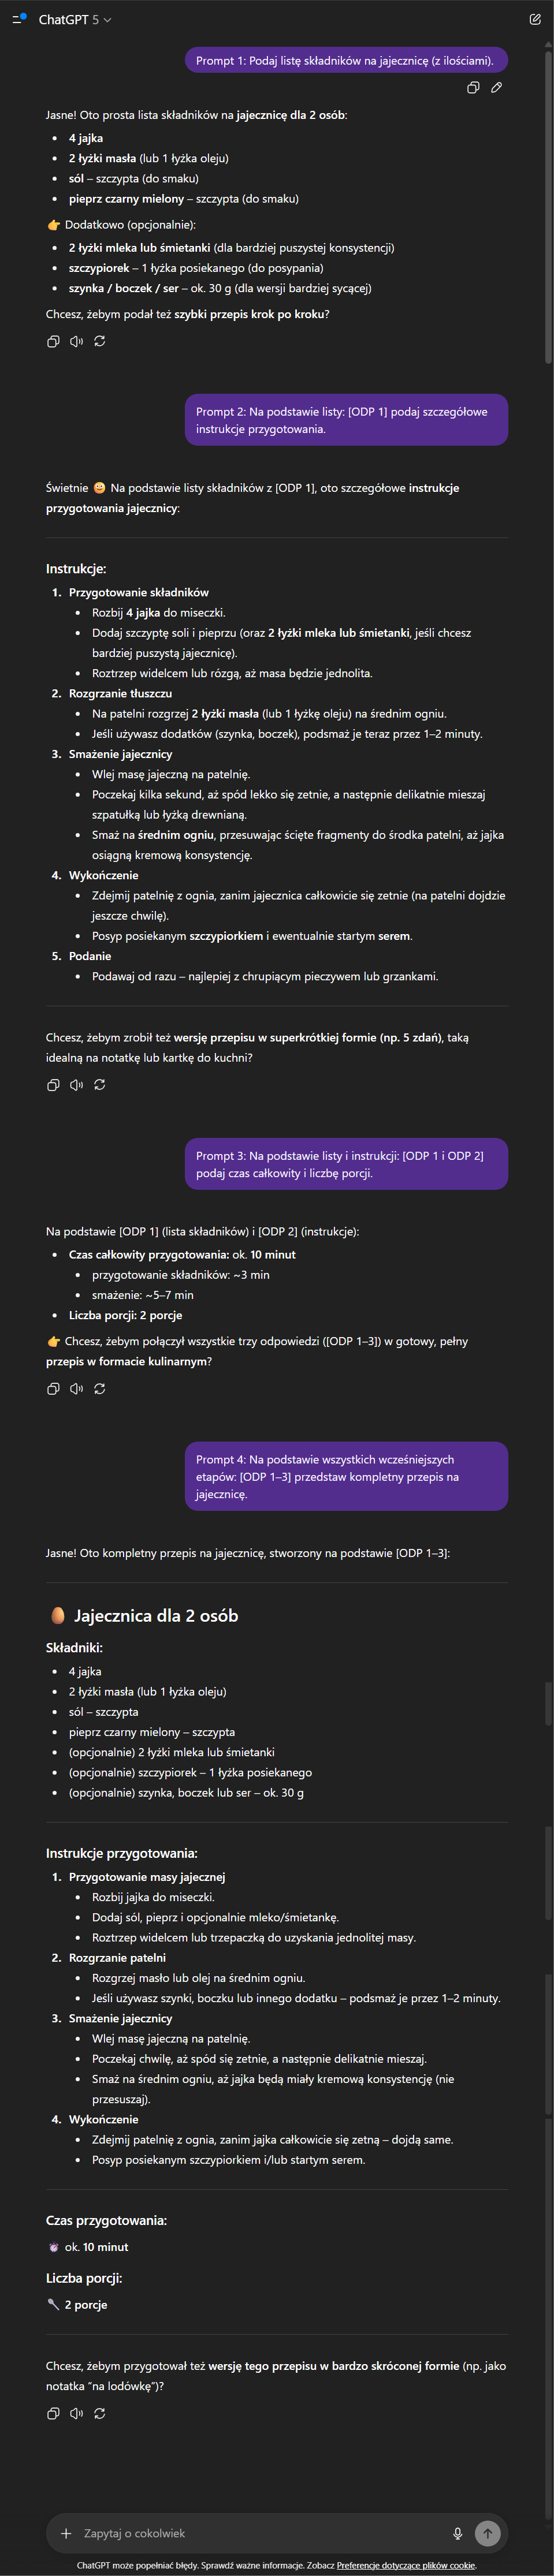 ChatGPT 5
Prompt 1: Podaj listę składników na jajecznicę (z ilościami).
Jasne! Oto prosta lista składników na jajecznicę dla 2 osób:
4 jajka
2 łyżki masła (lub 1 łyżka oleju)
sól – szczypta (do smaku)
pieprz czarny mielony – szczypta (do smaku)
👉 Dodatkowo (opcjonalnie):
2 łyżki mleka lub śmietanki (dla bardziej puszystej konsystencji)
szczypiorek – 1 łyżka posiekanego (do posypania)
szynka / boczek / ser – ok. 30 g (dla wersji bardziej sycącej)
Chcesz, żebym podał też szybki przepis krok po kroku?
Prompt 2: Na podstawie listy: [ODP 1] podaj szczegółowe
instrukcje przygotowania.
Świetnie 😀 Na podstawie listy składników z [ODP 1], oto szczegółowe instrukcje
przygotowania jajecznicy:
Instrukcje:
1. Przygotowanie składników
Rozbij 4 jajka do miseczki.
Dodaj szczyptę soli i pieprzu (oraz 2 łyżki mleka lub śmietanki, jeśli chcesz
bardziej puszystą jajecznicę).
Roztrzep widelcem lub rózgą, aż masa będzie jednolita.
2. Rozgrzanie tłuszczu
Na patelni rozgrzej 2 łyżki masła (lub 1 łyżkę oleju) na średnim ogniu.
Jeśli używasz dodatków (szynka, boczek), podsmaż je teraz przez 1–2 minuty.
3. Smażenie jajecznicy
Wlej masę jajeczną na patelnię.
Poczekaj kilka sekund, aż spód lekko się zetnie, a następnie delikatnie mieszaj
szpatułką lub łyżką drewnianą.
Smaż na średnim ogniu, przesuwając ścięte fragmenty do środka patelni, aż jajka
osiągną kremową konsystencję.
4. Wykończenie
Zdejmij patelnię z ognia, zanim jajecznica całkowicie się zetnie (na patelni dojdzie
jeszcze chwilę).
Posyp posiekanym szczypiorkiem i ewentualnie startym serem.
5. Podanie
Podawaj od razu – najlepiej z chrupiącym pieczywem lub grzankami.
Chcesz, żebym zrobił też wersję przepisu w superkrótkiej formie (np. 5 zdań), taką
idealną na notatkę lub kartkę do kuchni?
Prompt 3: Na podstawie listy i instrukcji: [ODP 1 i ODP 2]
podaj czas całkowity i liczbę porcji.
Na podstawie [ODP 1] (lista składników) i [ODP 2] (instrukcje):
Czas całkowity przygotowania: ok. 10 minut
przygotowanie składników: ~3 min
smażenie: ~5–7 min
Liczba porcji: 2 porcje
👉 Chcesz, żebym połączył wszystkie trzy odpowiedzi ([ODP 1–3]) w gotowy, pełny
przepis w formacie kulinarnym?
Prompt 4: Na podstawie wszystkich wcześniejszych
etapów: [ODP 1–3] przedstaw kompletny przepis na
jajecznicę.
Jasne! Oto kompletny przepis na jajecznicę, stworzony na podstawie [ODP 1–3]:
🥚 Jajecznica dla 2 osób
Składniki:
4 jajka
2 łyżki masła (lub 1 łyżka oleju)
sól – szczypta
pieprz czarny mielony – szczypta
(opcjonalnie) 2 łyżki mleka lub śmietanki
(opcjonalnie) szczypiorek – 1 łyżka posiekanego
(opcjonalnie) szynka, boczek lub ser – ok. 30 g
Instrukcje przygotowania:
1. Przygotowanie masy jajecznej
Rozbij jajka do miseczki.
Dodaj sól, pieprz i opcjonalnie mleko/śmietankę.
Roztrzep widelcem lub trzepaczką do uzyskania jednolitej masy.
2. Rozgrzanie patelni
Rozgrzej masło lub olej na średnim ogniu.
Jeśli używasz szynki, boczku lub innego dodatku – podsmaż je przez 1–2 minuty.
3. Smażenie jajecznicy
Wlej masę jajeczną na patelnię.
Poczekaj chwilę, aż spód się zetnie, a następnie delikatnie mieszaj.
Smaż na średnim ogniu, aż jajka będą miały kremową konsystencję (nie
przesuszaj).
4. Wykończenie
Zdejmij patelnię z ognia, zanim jajka całkowicie się zetną – dojdą same.
Posyp posiekanym szczypiorkiem i/lub startym serem.
Czas przygotowania:
⏰ ok. 10 minut
Liczba porcji:
🥄 2 porcje
Chcesz, żebym przygotował też wersję tego przepisu w bardzo skróconej formie (np. jako
notatka "na lodówkę")?
Zapytaj o cokolwiek
ChatGPT może popełniać błędy. Sprawdź ważne informacje. Zobacz Preferencje dotyczące plików cookie.